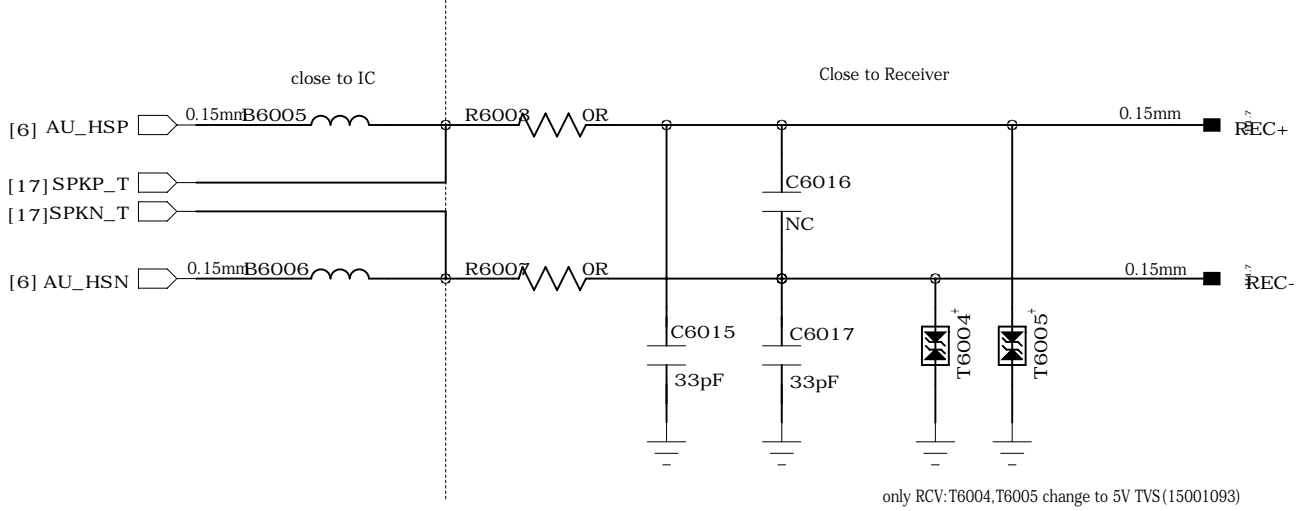 close to IC
Close to Receiver
[6] AU_HSP
0.15mm
B6005
R6003
0R
0.15mm
REC+
[17] SPKP_T
[17] SPKN_T
C6016
NC
[6] AU_HSN
0.15mm
B6006
R6007
0R
0.15mm
REC-
C6015
33pF
C6017
33pF
T6004
T6005
only RCV:T6004,T6005 change to 5V TVS(15001093)